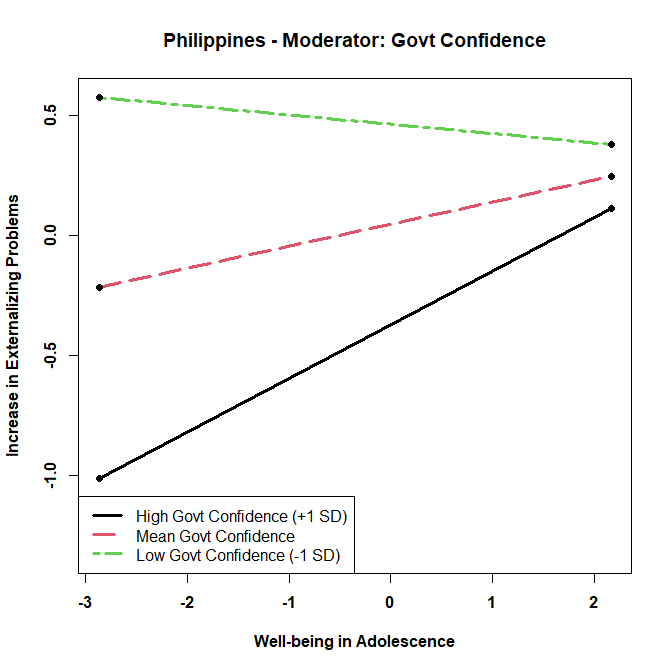 Philippines - Moderator: Govt Confidence
Increase in Externalizing Problems
0.5
0.0
-0.5
-1.0
High Govt Confidence (+1 SD)
Mean Govt Confidence
Low Govt Confidence (-1 SD)
-3 -2 -1 0 1 2
Well-being in Adolescence